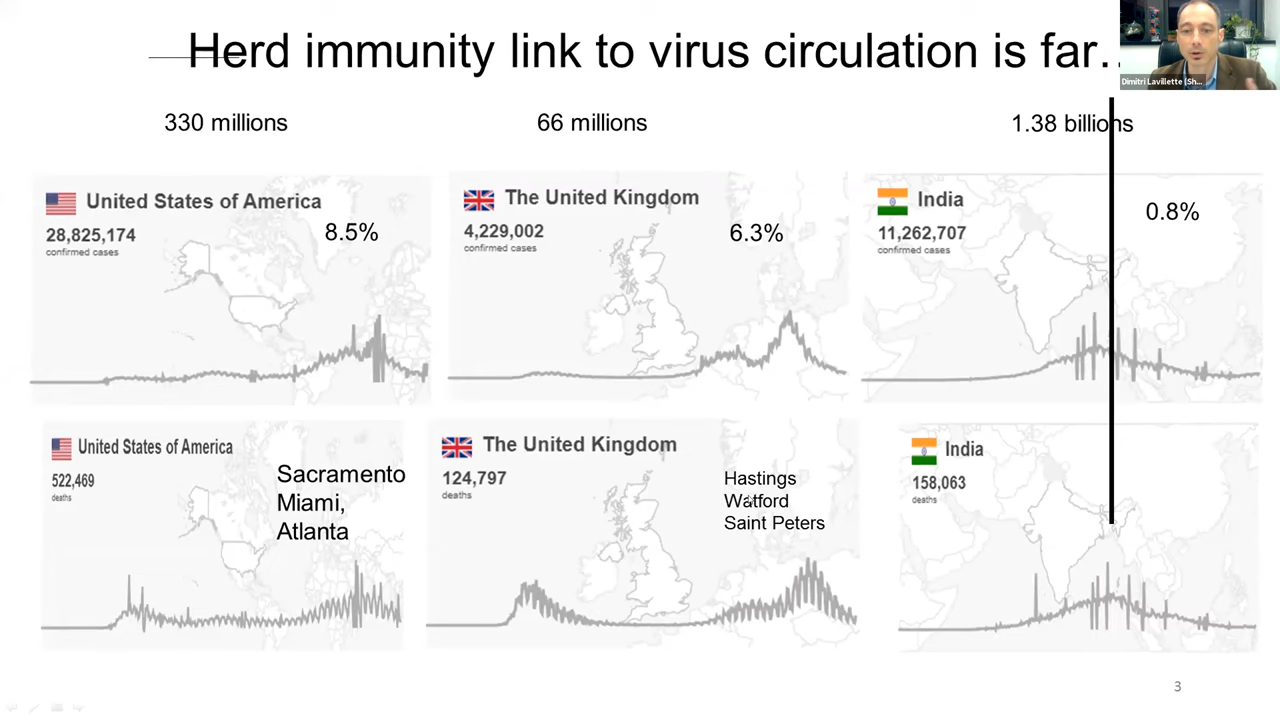 Herd immunity link to virus circulation is far..
Dimitri Lavillette (Sh...
330 millions
66 millions
1.38 billions
United States of America
28,825,174
confirmed cases
8.5%
The United Kingdom
4,229,002
confirmed cases
6.3%
India
11,262,707
confirmed cases
0.8%
United States of America
522,469
deaths
Sacramento
Miami,
Atlanta
The United Kingdom
124,797
deaths
Hastings
Watford
Saint Peters
India
158,063
deaths
3